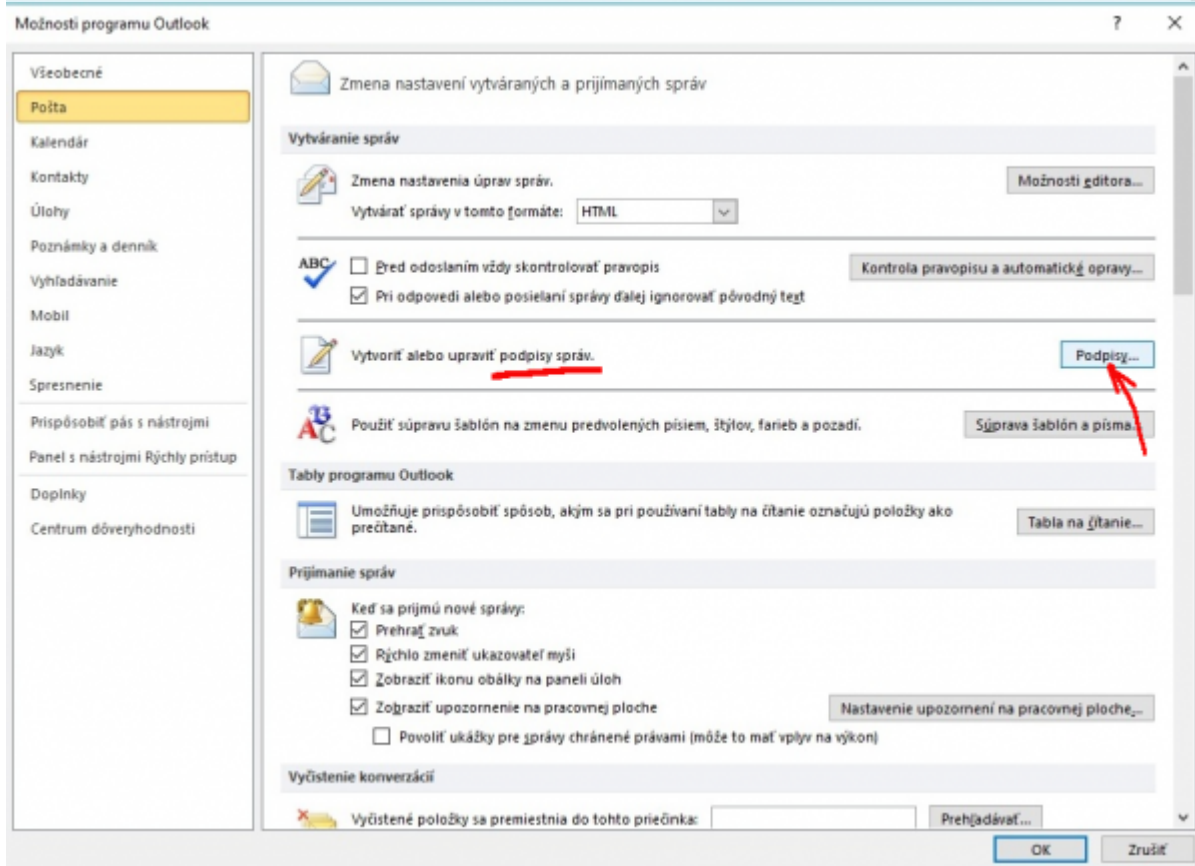 Možnosti programu Outlook
Všeobecné
Pošta
Kalendár
Kontakty
Úlohy
Poznámky a denník
Vyhľadávanie
Mobil
Jazyk
Spresnenie
Prispôsobiť pás s nástrojmi
Panel s nástrojmi Rýchly prístup
Doplnky
Centrum dôveryhodnosti
Zmena nastavení vytváraných a prijímaných správ
Vytváranie správ
Zmena nastavenia úprav správ.
Možnosti editora...
Vytvárať správy v tomto formáte: HTML
ABC
Pred odoslaním vždy skontrolovať pravopis
Kontrola pravopisu a automatické opravy...
Pri odpovedi alebo posielaní správy ďalej ignorovať pôvodný text
Vytvoriť alebo upraviť podpisy správ.
Podpisy...
Použiť súpravu šablón na zmenu predvolených písiem, štýlov, farieb a pozadí.
Súprava šablón a písma...
Tably programu Outlook
Umožňuje prispôsobiť spôsob, akým sa pri používaní tably na čítanie označujú položky ako
prečítané.
Tabla na čítanie...
Prijímanie správ
Keď sa prijmú nové správy:
Prehrať zvuk
Rýchlo zmeniť ukazovateľ myši
Zobraziť ikonu obálky na paneli úloh
Zobraziť upozornenie na pracovnej ploche
Nastavenie upozornení na pracovnej ploche...
Povoliť ukážky pre správy chránené právami (môže to mať vplyv na výkon)
Vyčistenie konverzácií
Vyčistené položky sa premiestnia do tohto priečinka:
Prehľadávať...
OK
Zrušiť